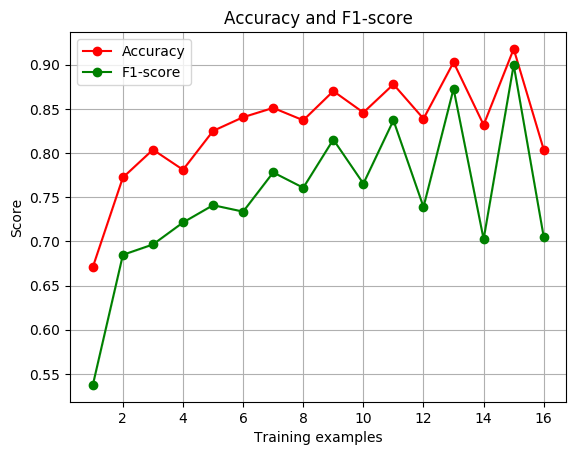 Accuracy and F1-score
Accuracy
F1-score
0.90
0.85
0.80
0.75
0.70
0.65
0.60
0.55
Score
2 4 6 8 10 12 14 16
Training examples